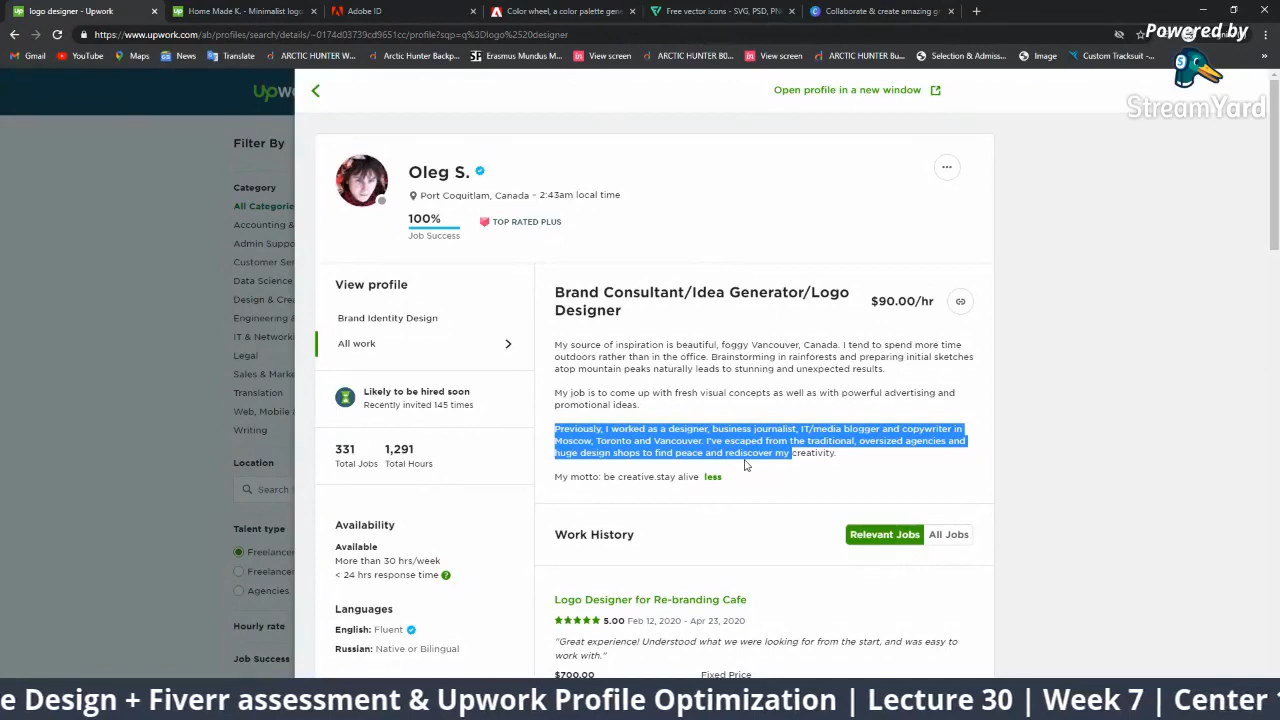 logo designer - Upwork
Home Made K. - Minimalist logo
Adobe ID
Color wheel, a color palette gene
Free vector icons - SVG, PSD, PN
Collaborate & create amazing g
https://www.upwork.com/ab/profiles/search/details/~0174d03739cd9651cc/profile?sp=q%3Dlogo%2520designer
Gmail
YouTube
Maps
News
Translate
ARCTIC HUNTER
ARCTIC HUNTER Backp...
Erasmus Mundus M...
View screen
ARCTIC HUNTER 80...
View screen
ARCTIC HUNTER Bu...
Selection & Admiss...
Image
Custom Tracksuit -...
Powered by
StreamYard
Upwo
Open profile in a new window
Filter By
Category
All Categorie
Accounting &
Admin Suppo
Customer Ser
Data Science
Design & Crea
Engineering &
IT & Networki
Legal
Sales & Market
Translation
Web, Mobile
Writing
Location
Search
Talent type
Freelancer
Freelancer
Agencies
Hourly rate
Job Success
Oleg S.
Port Coquitlam, Canada – 2:43am local time
100%
Job Success
TOP RATED PLUS
View profile
Brand Identity Design
All work
Likely to be hired soon
Recently invited 145 times
331
Total Jobs
1,291
Total Hours
Availability
Available
More than 30 hrs/week
< 24 hrs response time
Languages
English: Fluent
Russian: Native or Bilingual
Brand Consultant/Idea Generator/Logo
Designer
$90.00/hr
My source of inspiration is beautiful, foggy Vancouver, Canada. I tend to spend more time
outdoors rather than in the office. Brainstorming in rainforests and preparing initial sketches
atop mountain peaks naturally leads to stunning and unexpected results.
My job is to come up with fresh visual concepts as well as with powerful advertising and
promotional ideas.
Previously, I worked as a designer, business journalist, IT/media blogger and copywriter in
Moscow, Toronto and Vancouver. I've escaped from the traditional, oversized agencies and
huge design shops to find peace and rediscover my creativity.
My motto: be creative.stay alive less
Work History
Relevant Jobs
All Jobs
Logo Designer for Re-branding Cafe
5.00 Feb 12, 2020 - Apr 23, 2020
"Great experience! Understood what we were looking for from the start, and was easy to
work with."
$700.00
Fixed Price
e Design + Fiverr assessment & Upwork Profile Optimization | Lecture 30 | Week 7 | Center